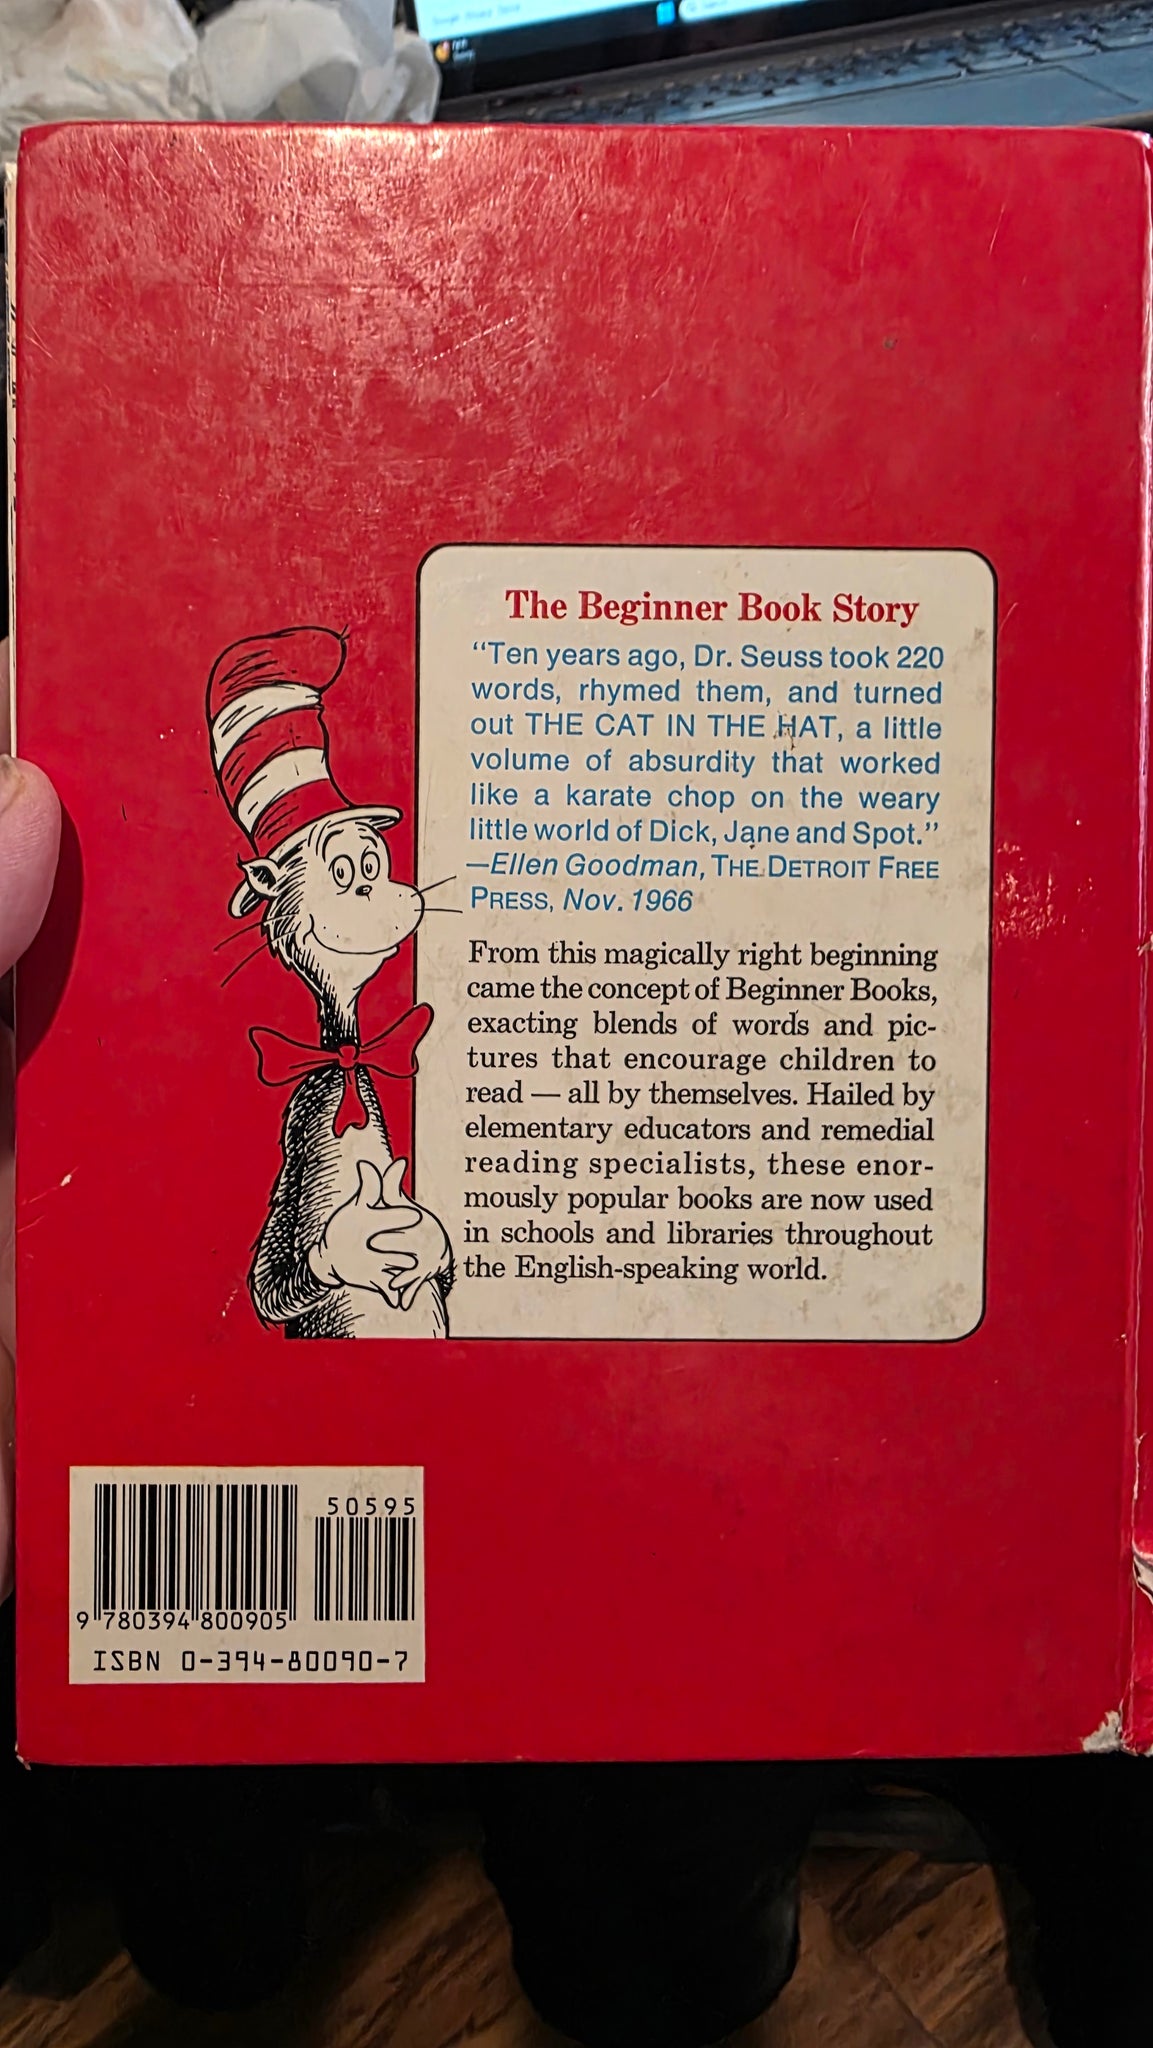 The Beginner Book Story
“Ten years ago, Dr. Seuss took 220
words, rhymed them, and turned
out THE CAT IN THE HAT, a little
volume of absurdity that worked
like a karate chop on the weary
little world of Dick, Jane and Spot.”
—Ellen Goodman, THE DETROIT FREE
PRESS, Nov. 1966
From this magically right beginning
came the concept of Beginner Books,
exacting blends of words and pic-
tures that encourage children to
read — all by themselves. Hailed by
elementary educators and remedial
reading specialists, these enor-
mously popular books are now used
in schools and libraries throughout
the English-speaking world.
50595
9 780394 800905
ISBN 0-394-80090-7